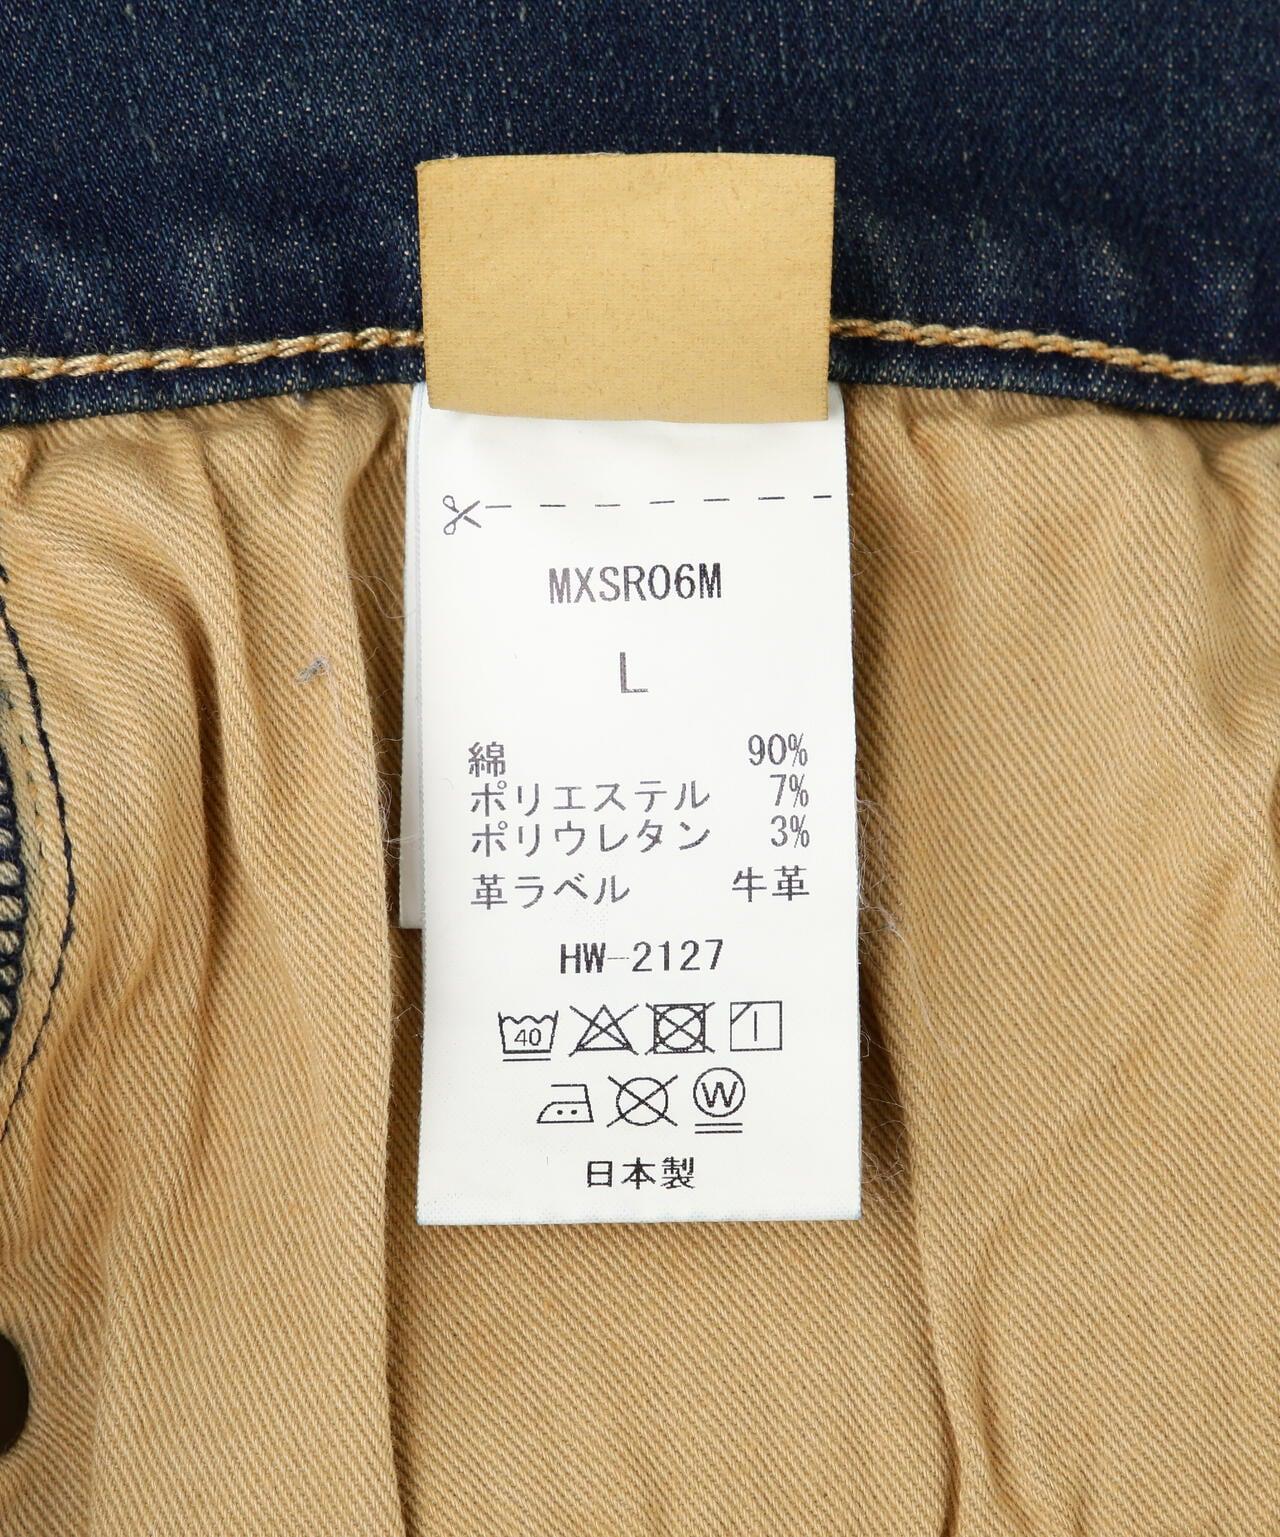 MXSR06M
L
綿 90%
ポリエステル 7%
ポリウレタン 3%
革ラベル 牛革
HW-2127
40
W
日本製